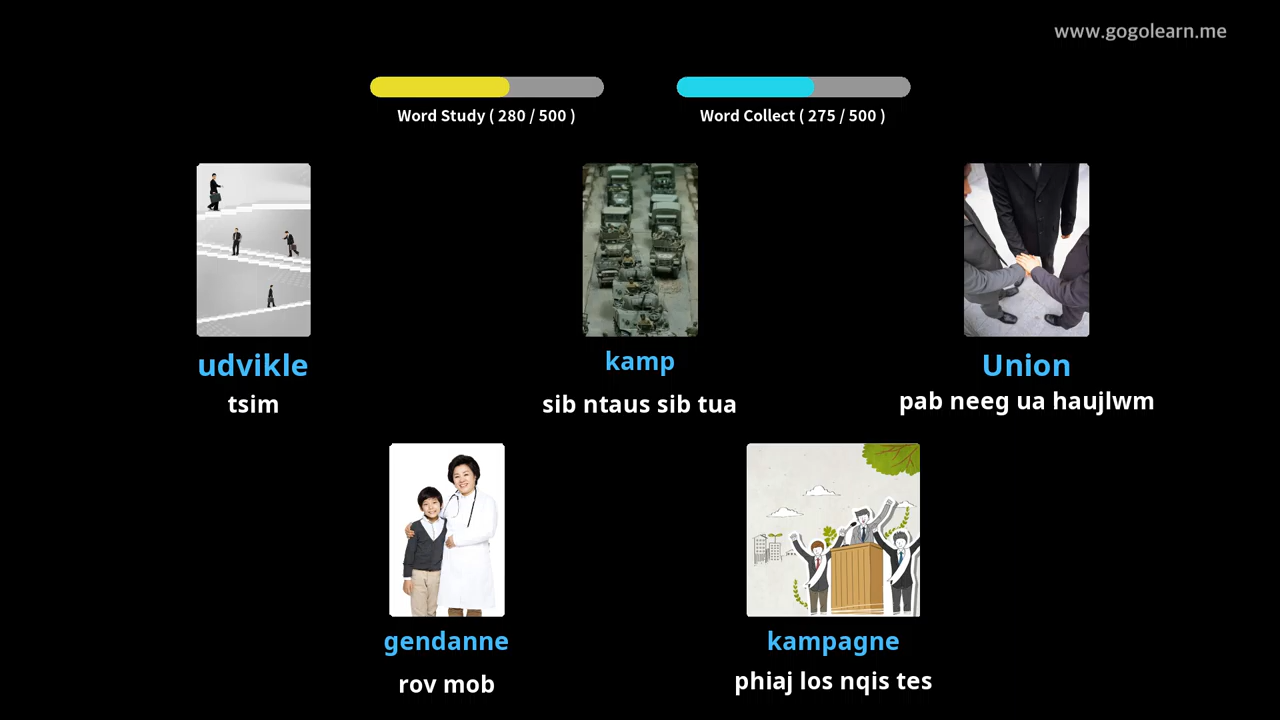 www.gogolearn.me
Word Study ( 280 / 500 )
Word Collect ( 275 / 500 )
udvikle
tsim
kamp
sib ntaus sib tua
Union
pab neeg ua haujlwm
gendanne
rov mob
kampagne
phiaj los nqis tes